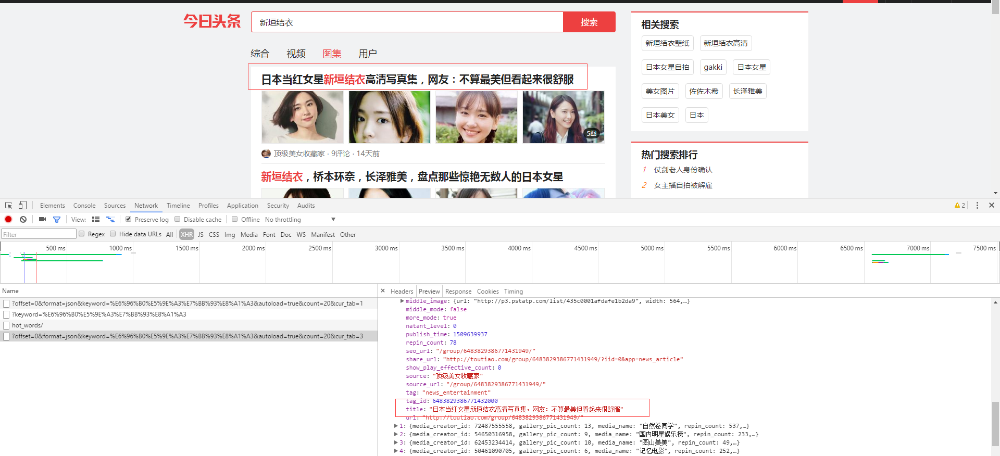 今日头条
新垣结衣
搜索
综合 视频 图集 用户
日本当红女星新垣结衣高清写真集，网友：不算最美但看起来很舒服
5图
顶级美女收藏家 · 9评论 · 14天前
新垣结衣，桥本环奈，长泽雅美，盘点那些惊艳无数人的日本女星
相关搜索
新垣结衣壁纸 新垣结衣高清
日本女星自拍 gakki 日本女星
美女图片 佐佐木希 长泽雅美
日本美女 日本
热门搜索排行
1 仗剑老人身份确认
2 女主播自拍被解雇
Elements Console Sources Network Timeline Profiles Application Security Audits 2
View: Preserve log Disable cache Offline No throttling
Filter Regex Hide data URLs All XHR JS CSS Img Media Font Doc WS Manifest Other
500 ms 1000 ms 1500 ms 2000 ms 2500 ms 3000 ms 3500 ms 4000 ms 4500 ms 5000 ms 5500 ms 6000 ms 6500 ms 7000 ms 7500 ms
Name
?offset=0&format=json&keyword=%E6%96%B0%E5%9E%A3%E7%BB%93%E8%A1%A3&autoload=true&count=20&cur_tab=1
?keyword=%E6%96%B0%E5%9E%A3%E7%BB%93%E8%A1%A3
hot_words/
?offset=0&format=json&keyword=%E6%96%B0%E5%9E%A3%E7%BB%93%E8%A1%A3&autoload=true&count=20&cur_tab=3
× Headers Preview Response Cookies Timing
middle_image: {url: "http://p3.pstatp.com/list/435c0001afdafe1b2da9", width: 564,…}
middle_mode: false
more_mode: true
natant_level: 0
publish_time: 1509639937
repin_count: 78
seo_url: "/group/6483829386771431949/"
share_url: "http://toutiao.com/group/6483829386771431949/?iid=0&app=news_article"
show_play_effective_count: 0
source: "顶级美女收藏家"
source_url: "/group/6483829386771431949/"
tag: "news_entertainment"
tag_id: 6483829386771432000
title: "日本当红女星新垣结衣高清写真集，网友：不算最美但看起来很舒服"
url: "http://toutiao.com/group/6483829386771431949/"
1: {media_creator_id: 72487555558, gallery_pic_count: 13, media_name: "自然卷同学", repin_count: 537,…}
2: {media_creator_id: 54650316958, gallery_pic_count: 9, media_name: "国内明星娱乐榜", repin_count: 233,…}
3: {media_creator_id: 62453234414, gallery_pic_count: 10, media_name: "图山美美", repin_count: 49,…}
4: {media_creator_id: 50461090705, gallery_pic_count: 6, media_name: "记忆电影", repin_count: 252,…}